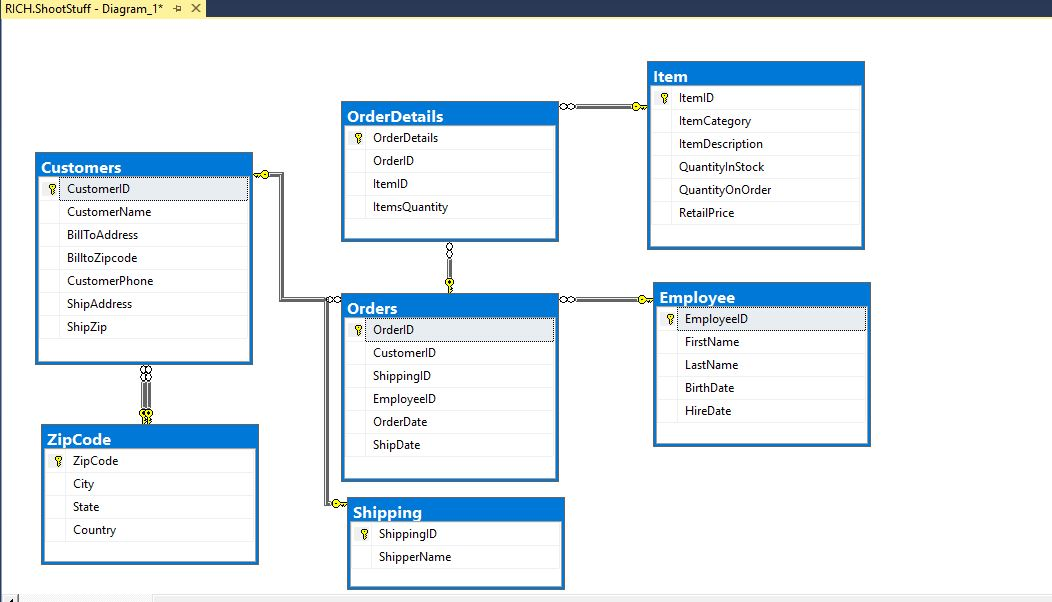 RICH.ShootStuff - Diagram_1*
Customers
CustomerID
CustomerName
BillToAddress
BilltoZipcode
CustomerPhone
ShipAddress
ShipZip
ZipCode
ZipCode
City
State
Country
OrderDetails
OrderDetails
OrderID
ItemID
ItemsQuantity
Orders
OrderID
CustomerID
ShippingID
EmployeeID
OrderDate
ShipDate
Shipping
ShippingID
ShipperName
Item
ItemID
ItemCategory
ItemDescription
QuantityInStock
QuantityOnOrder
RetailPrice
Employee
EmployeeID
FirstName
LastName
BirthDate
HireDate